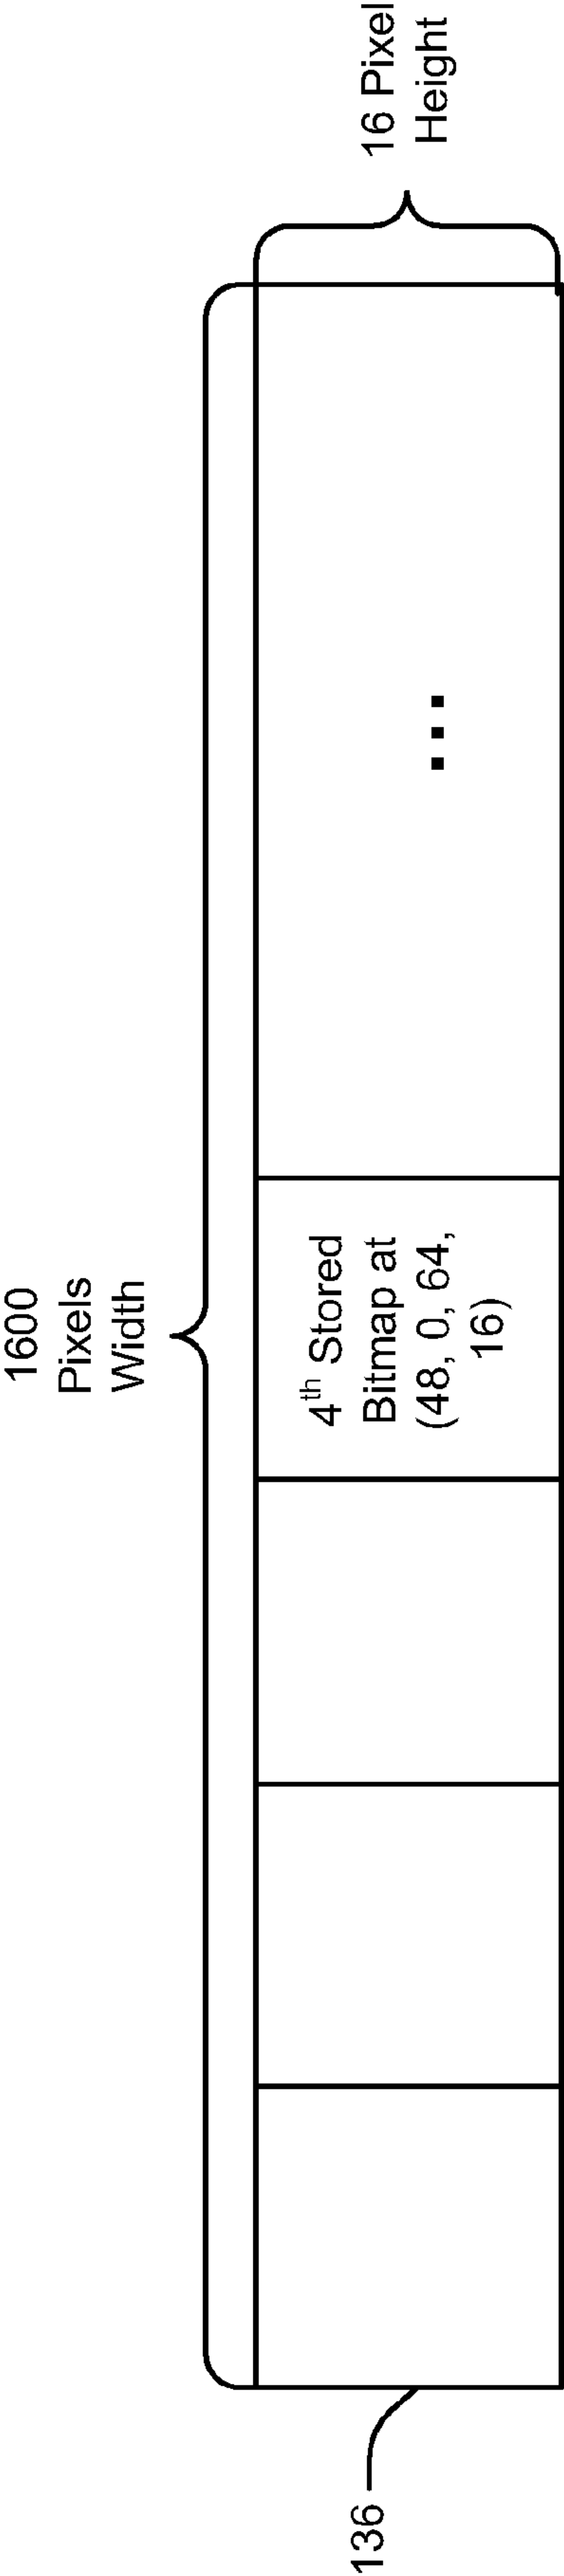 1600
Pixels
Width
16 Pixel
Height
4th Stored
Bitmap at
(48, 0, 64,
16)
...
136